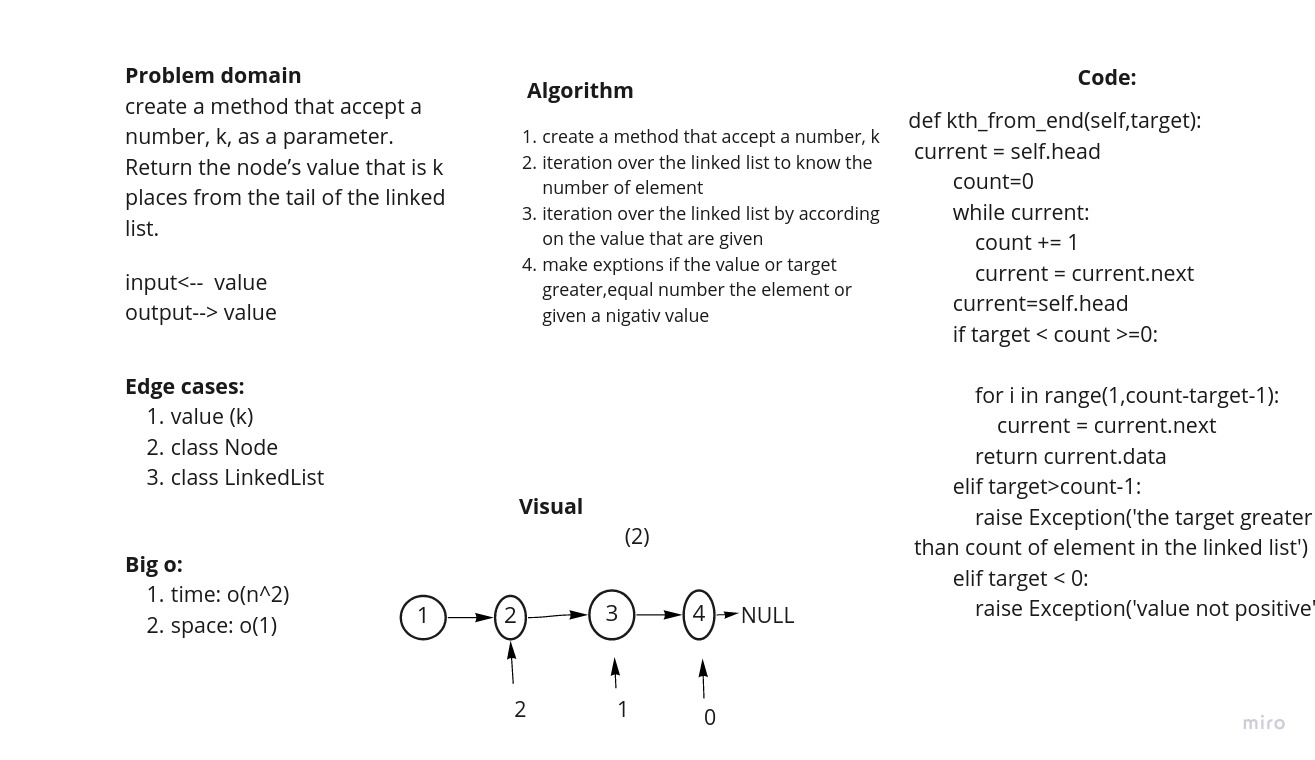 Problem domain
create a method that accept a
number, k, as a parameter.
Return the node’s value that is k
places from the tail of the linked
list.
input<--  value
output--> value
Edge cases:
1. value (k)
2. class Node
3. class LinkedList
Big o:
1. time: o(n^2)
2. space: o(1)
Algorithm
1. create a method that accept a number, k
2. iteration over the linked list to know the
number of element
3. iteration over the linked list by according
on the value that are given
4. make exptions if the value or target
greater,equal number the element or
given a nigativ value
Visual
(2)
1 2 3 4 NULL
2 1 0
Code:
def kth_from_end(self,target):
current = self.head
count=0
while current:
count += 1
current = current.next
current=self.head
if target < count >=0:
for i in range(1,count-target-1):
current = current.next
return current.data
elif target>count-1:
raise Exception('the target greater
than count of element in the linked list')
elif target < 0:
raise Exception('value not positive'
miro